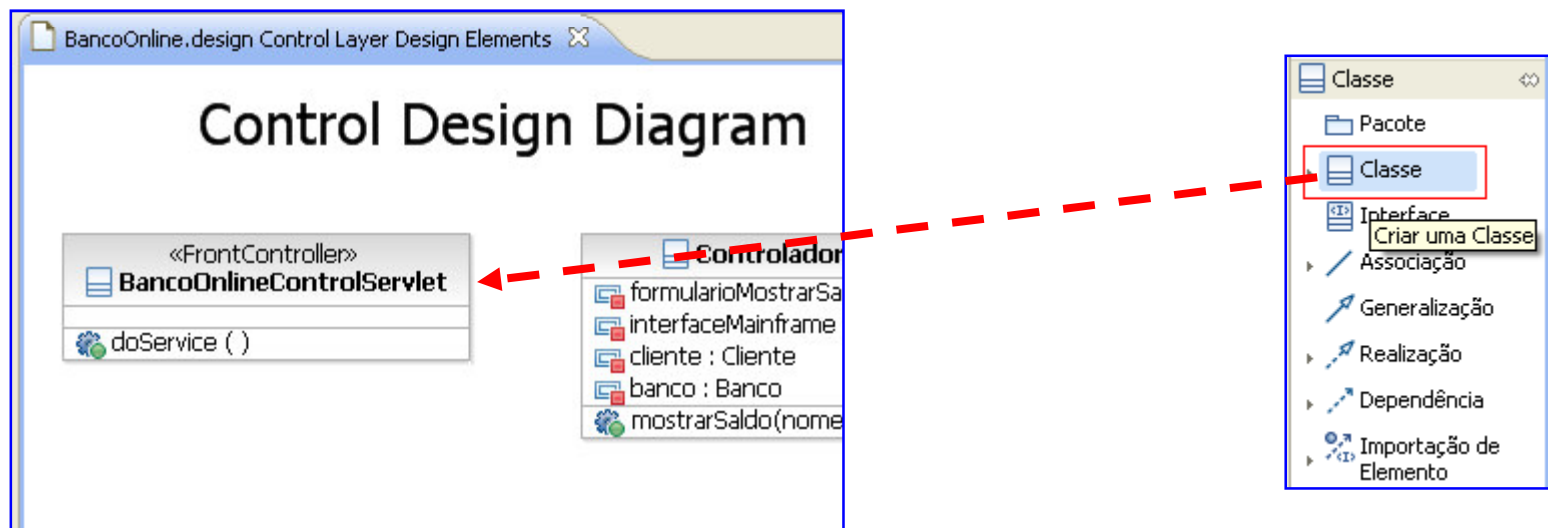 BancoOnline.design Control Layer Design Elements
Control Design Diagram
«FrontController»
BancoOnlineControlServlet
doService ( )
Controlador
formularioMostrarSa
interfaceMainframe
cliente : Cliente
banco : Banco
mostrarSaldo(nome
Classe
Pacote
Classe
Interface
Criar uma Classe
Associação
Generalização
Realização
Dependência
Importação de
Elemento